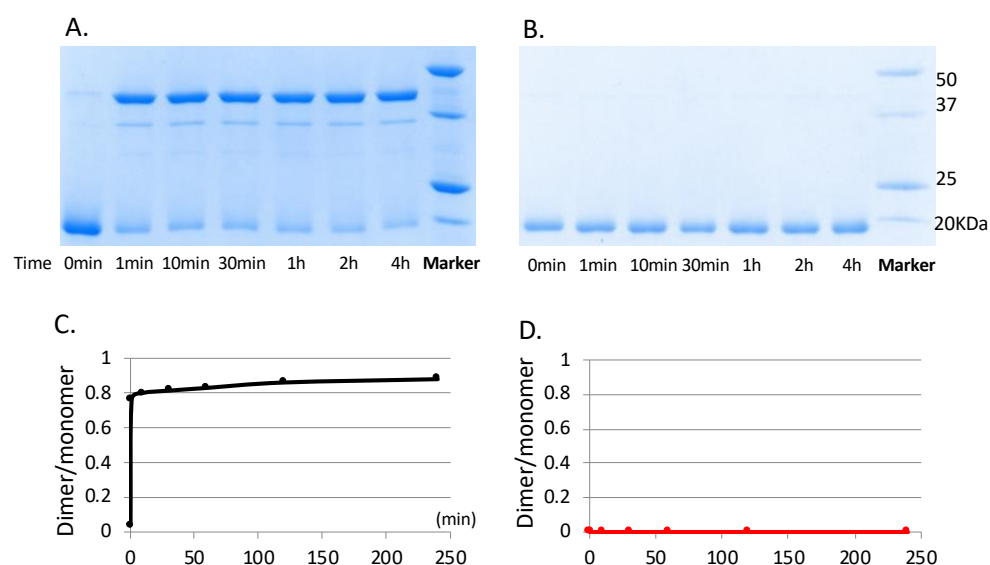 A.
B.
50
37
25
20KDa
Time 0min 1min 10min 30min 1h 2h 4h Marker
0min 1min 10min 30min 1h 2h 4h Marker
C.
D.
Dimer/monomer
1
0.8
0.6
0.4
0.2
0
(min)
0 50 100 150 200 250
Dimer/monomer
1
0.8
0.6
0.4
0.2
0
0 50 100 150 200 250